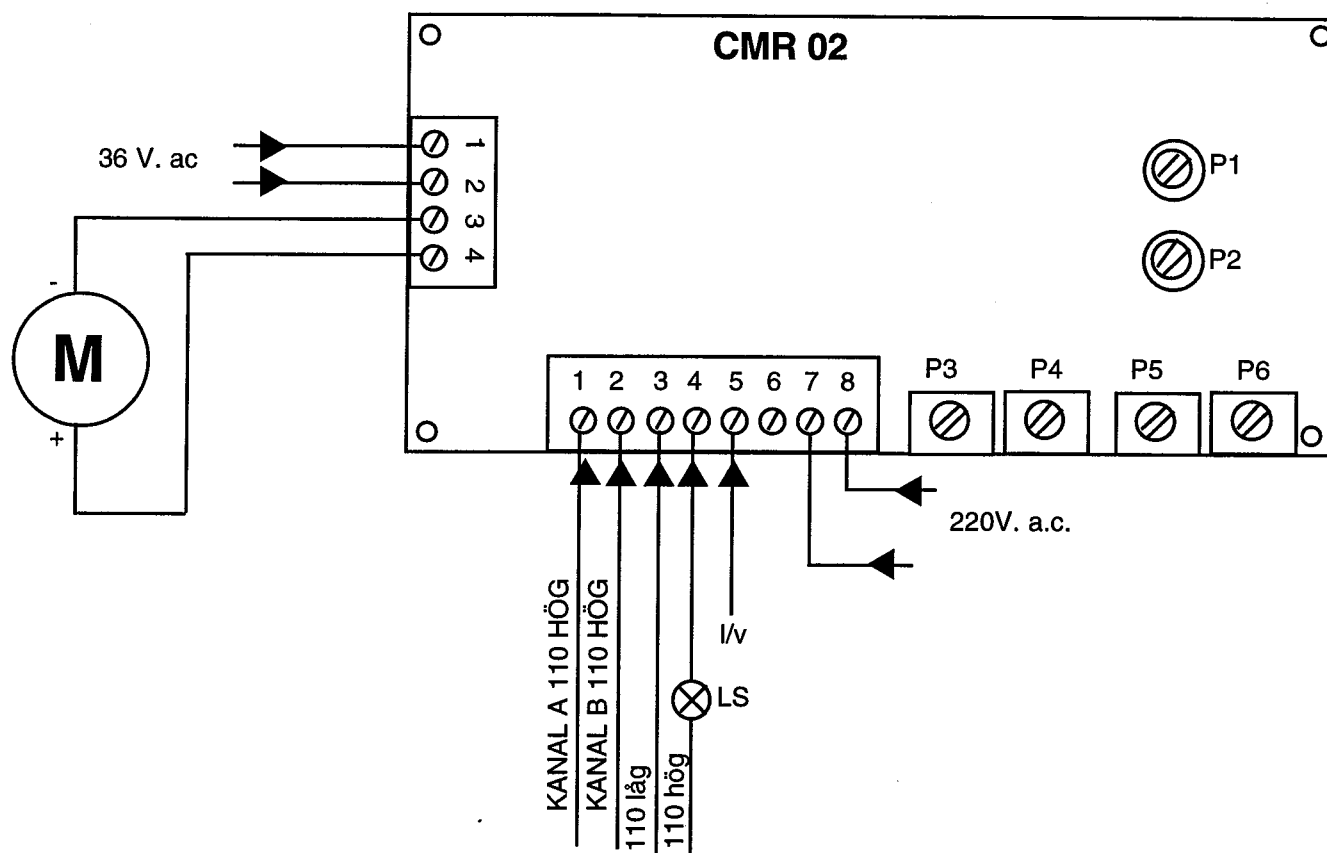 CMR 02
36 V. ac
1
2
3
4
P1
P2
-
M
+
1 2 3 4 5 6 7 8
P3 P4 P5 P6
220V. a.c.
KANAL A 110 HÖG
KANAL B 110 HÖG
110 låg
110 hög
I/v
LS